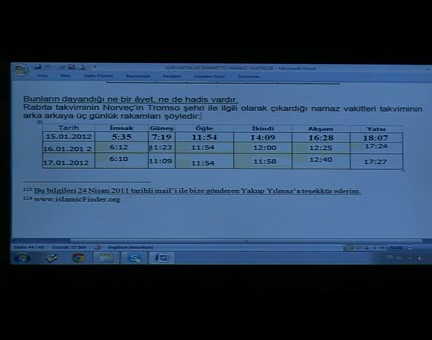 Bunların dayandığı ne bir âyet, ne de hadis vardır.
Rabıta takviminin Norveç'in Tromso şehri ile ilgili olarak çıkardığı namaz vakitleri takviminin
arka arkaya üç günlük rakamları şöyledir:
Tarih İmsak Güneş Öğle İkindi Akşam Yatsı
15.01.2012 5:35 7:19 11:54 14:09 16:28 18:07
16.01.201 2 6:12 11:23 11:54 12:00 12:25 17:24
17.01.2012 6:10 11:09 11:54 11:58 12:40 17:27
Bu bilgileri 24 Nisan 2011 tarihli mail'i ile bize gönderen Yakup Yılmaz'a teşekkür ederim.
www.islamicFinder.org